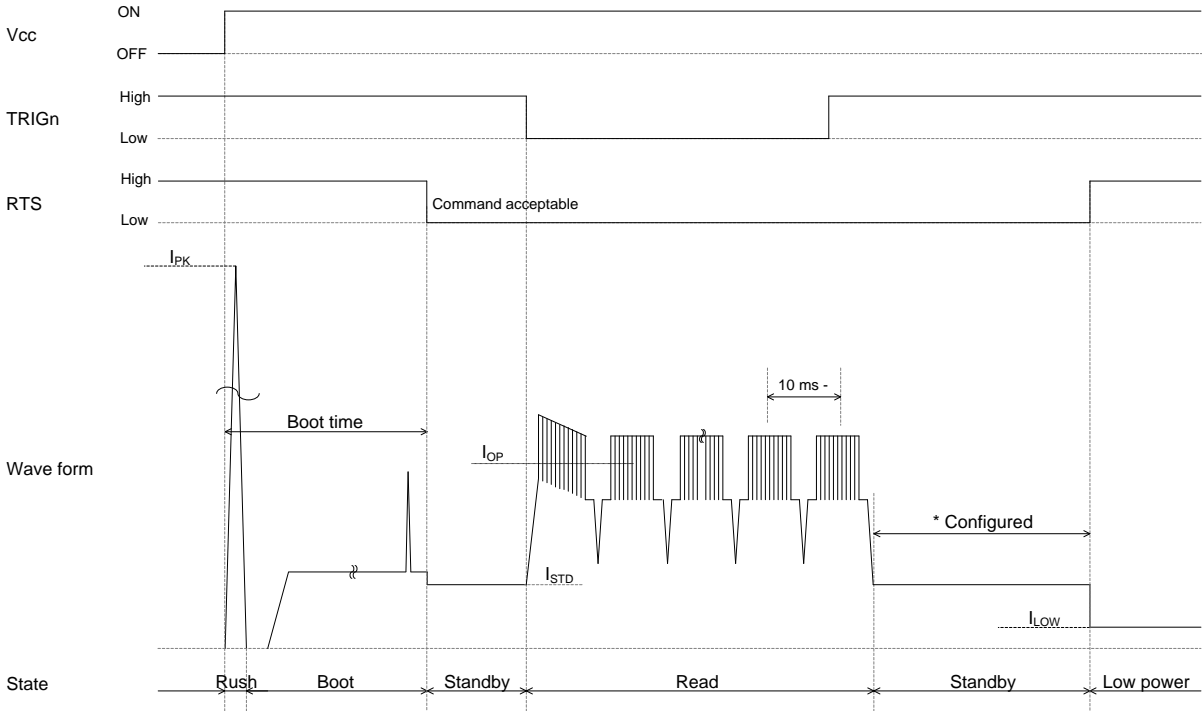 ON
Vcc
OFF
High
TRIGn
Low
High
RTS
Command acceptable
Low
IPK
10 ms -
Boot time
IOP
Wave form
* Configured
ISTD
ILOW
State
Rush
Boot
Standby
Read
Standby
Low power